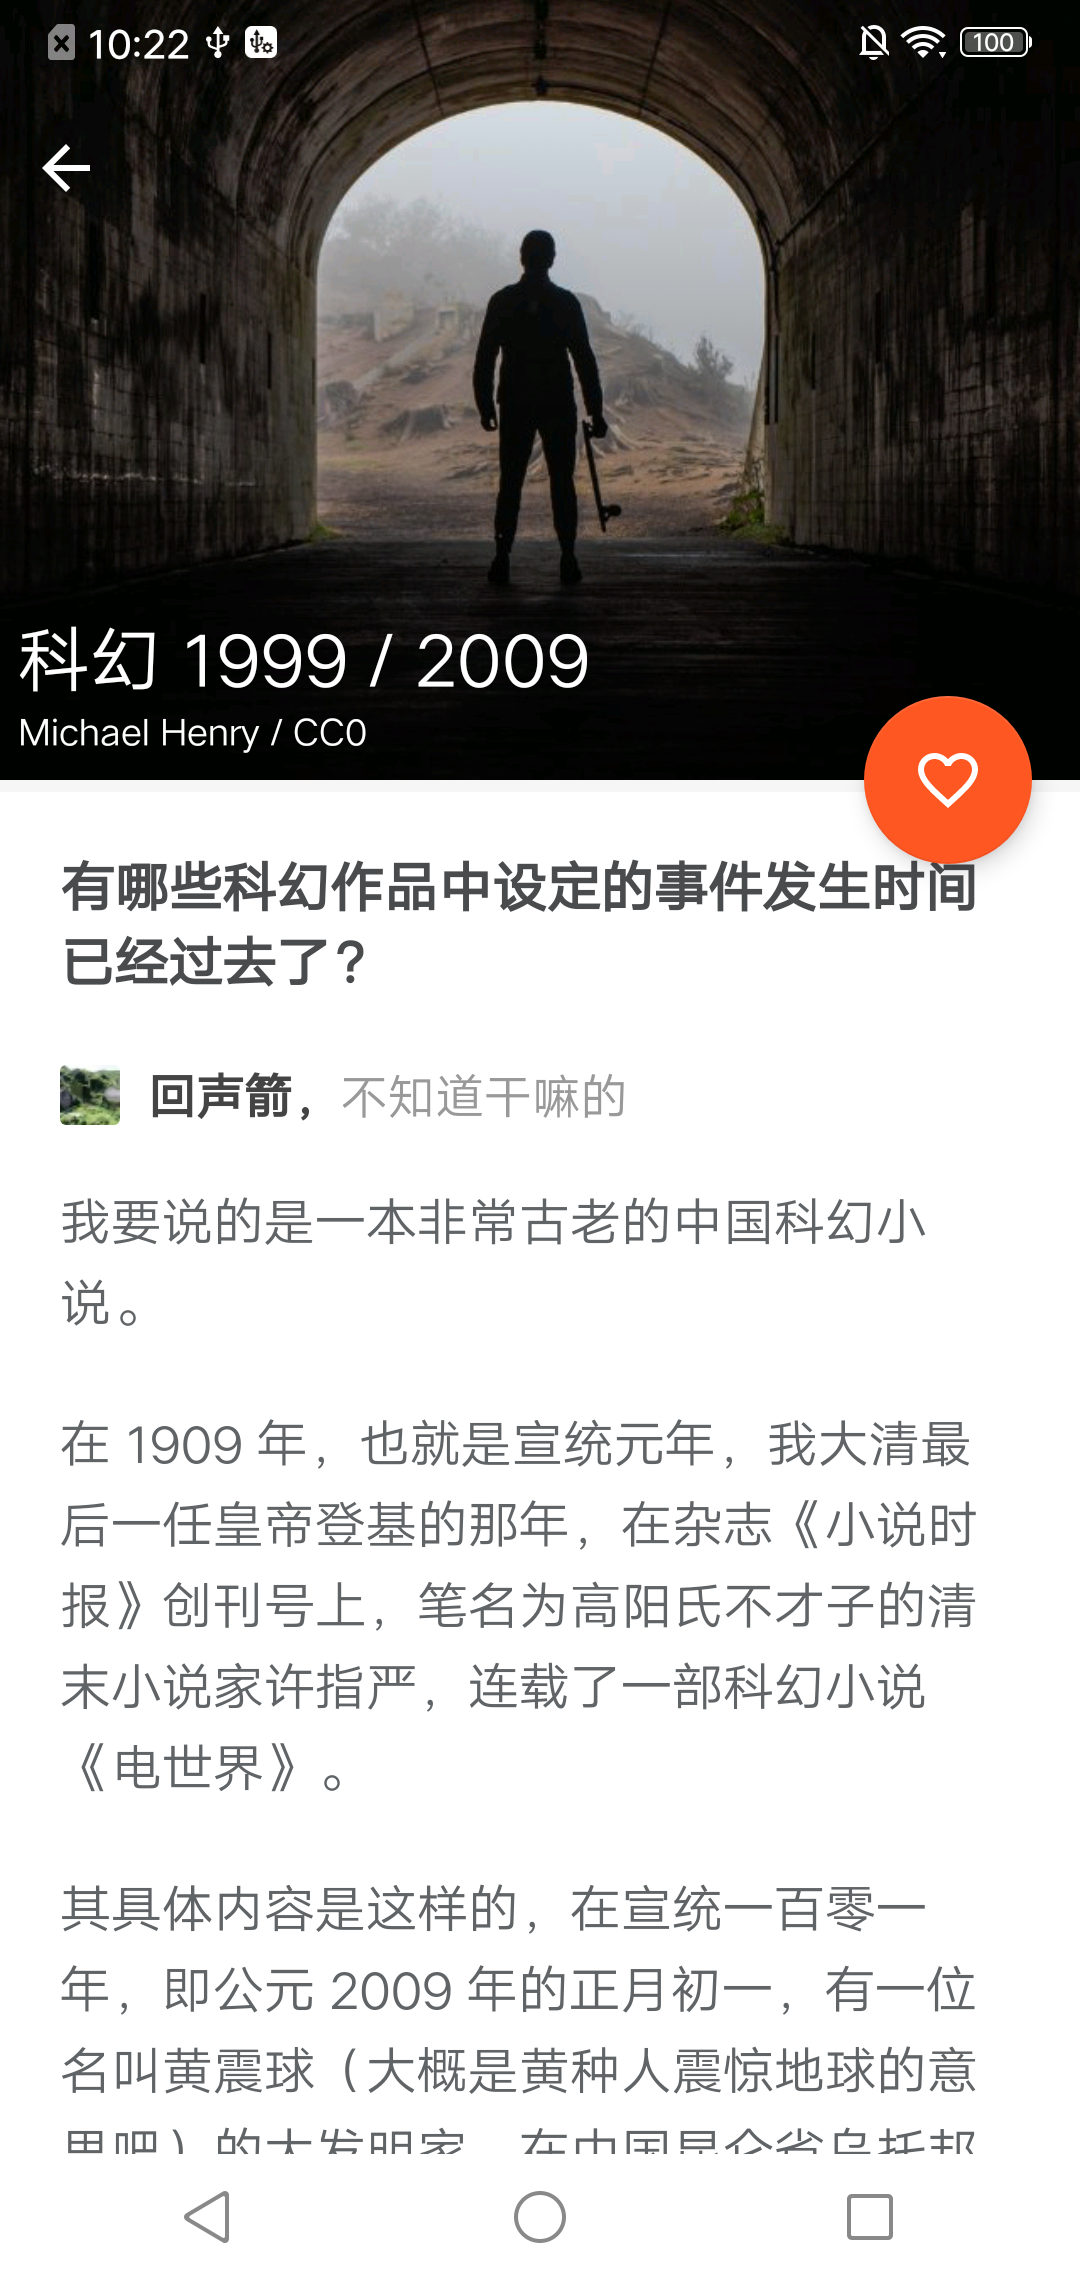 10:22
100
科幻 1999 / 2009
Michael Henry / CC0
有哪些科幻作品中设定的事件发生时间
已经过去了？
回声箭，不知道干嘛的
我要说的是一本非常古老的中国科幻小
说。
在 1909 年，也就是宣统元年，我大清最
后一任皇帝登基的那年，在杂志《小说时
报》创刊号上，笔名为高阳氏不才子的清
末小说家许指严，连载了一部科幻小说
《电世界》。
其具体内容是这样的，在宣统一百零一
年，即公元 2009 年的正月初一，有一位
名叫黄震球（大概是黄种人震惊地球的意
思吧）的大发明家，在中国昆仑省乌托邦